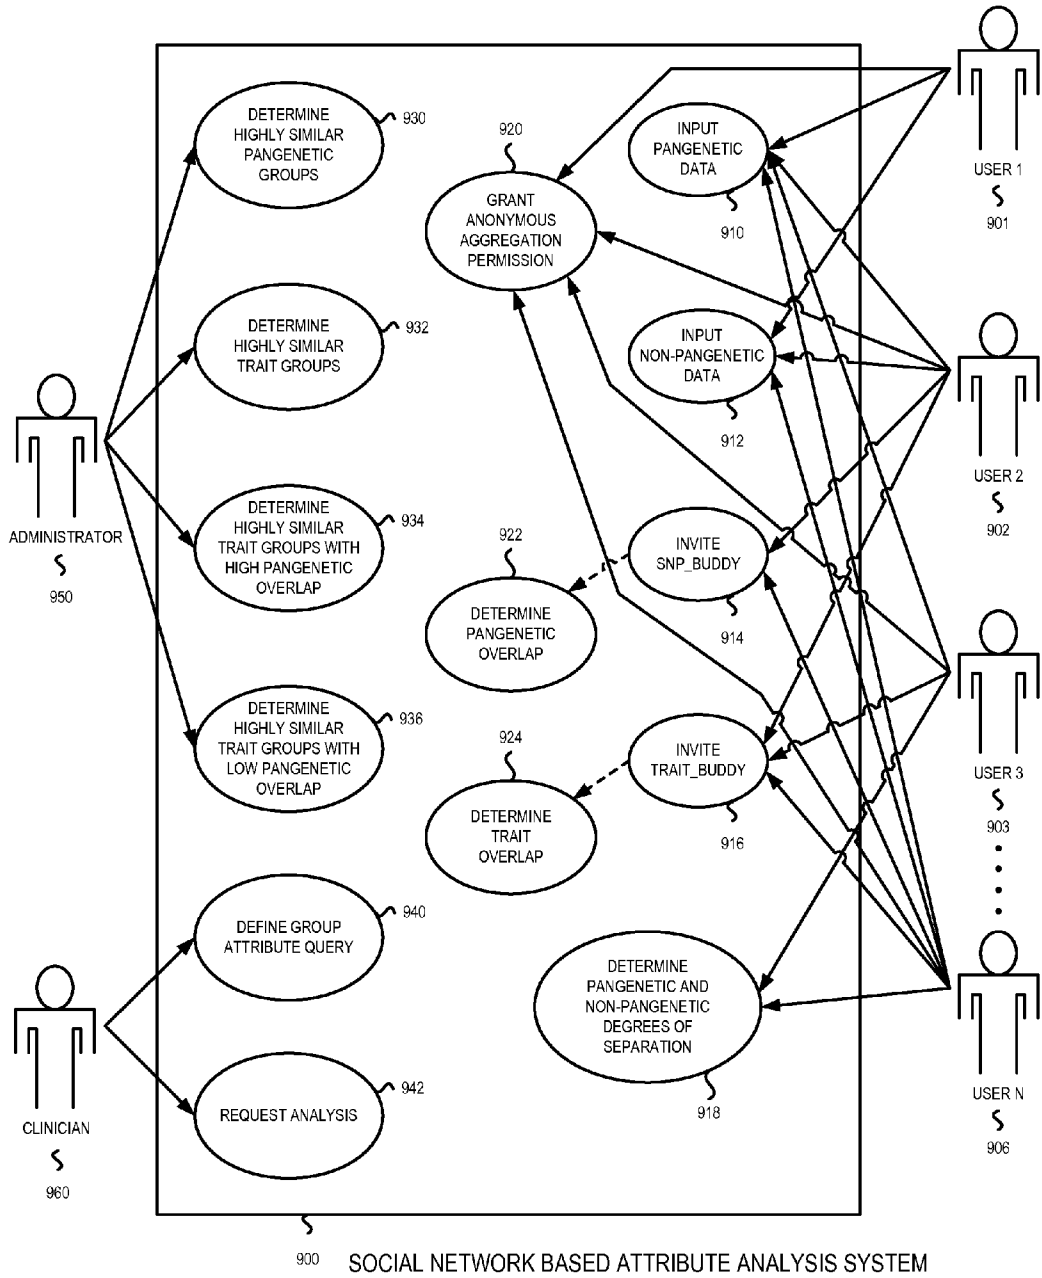 DETERMINE
HIGHLY SIMILAR
PANGENETIC
GROUPS
930
DETERMINE
HIGHLY SIMILAR
TRAIT GROUPS
932
DETERMINE
HIGHLY SIMILAR
TRAIT GROUPS WITH
HIGH PANGENETIC
OVERLAP
934
DETERMINE
HIGHLY SIMILAR
TRAIT GROUPS WITH
LOW PANGENETIC
OVERLAP
936
DEFINE GROUP
ATTRIBUTE QUERY
940
REQUEST ANALYSIS
942
ADMINISTRATOR
950
CLINICIAN
960
920
GRANT
ANONYMOUS
AGGREGATION
PERMISSION
922
DETERMINE
PANGENETIC
OVERLAP
924
DETERMINE
TRAIT
OVERLAP
INPUT
PANGENETIC
DATA
910
INPUT
NON-PANGENETIC
DATA
912
INVITE
SNP_BUDDY
914
INVITE
TRAIT_BUDDY
916
DETERMINE
PANGENETIC AND
NON-PANGENETIC
DEGREES OF
SEPARATION
918
USER 1
901
USER 2
902
USER 3
903
USER N
906
900
SOCIAL NETWORK BASED ATTRIBUTE ANALYSIS SYSTEM